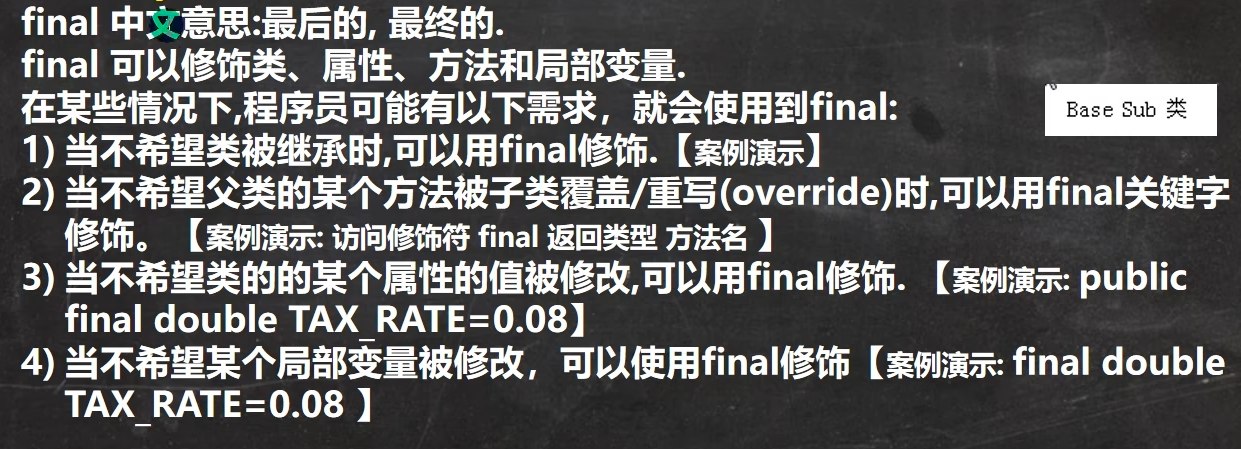 final 中文意思:最后的, 最终的.
final 可以修饰类、属性、方法和局部变量.
在某些情况下,程序员可能有以下需求，就会使用到final:
Base Sub 类
1) 当不希望类被继承时,可以用final修饰.【案例演示】
2) 当不希望父类的某个方法被子类覆盖/重写(override)时,可以用final关键字
修饰。【案例演示: 访问修饰符 final 返回类型 方法名 】
3) 当不希望类的的某个属性的值被修改,可以用final修饰. 【案例演示: public
final double TAX_RATE=0.08】
4) 当不希望某个局部变量被修改，可以使用final修饰【案例演示: final double
TAX_RATE=0.08 】